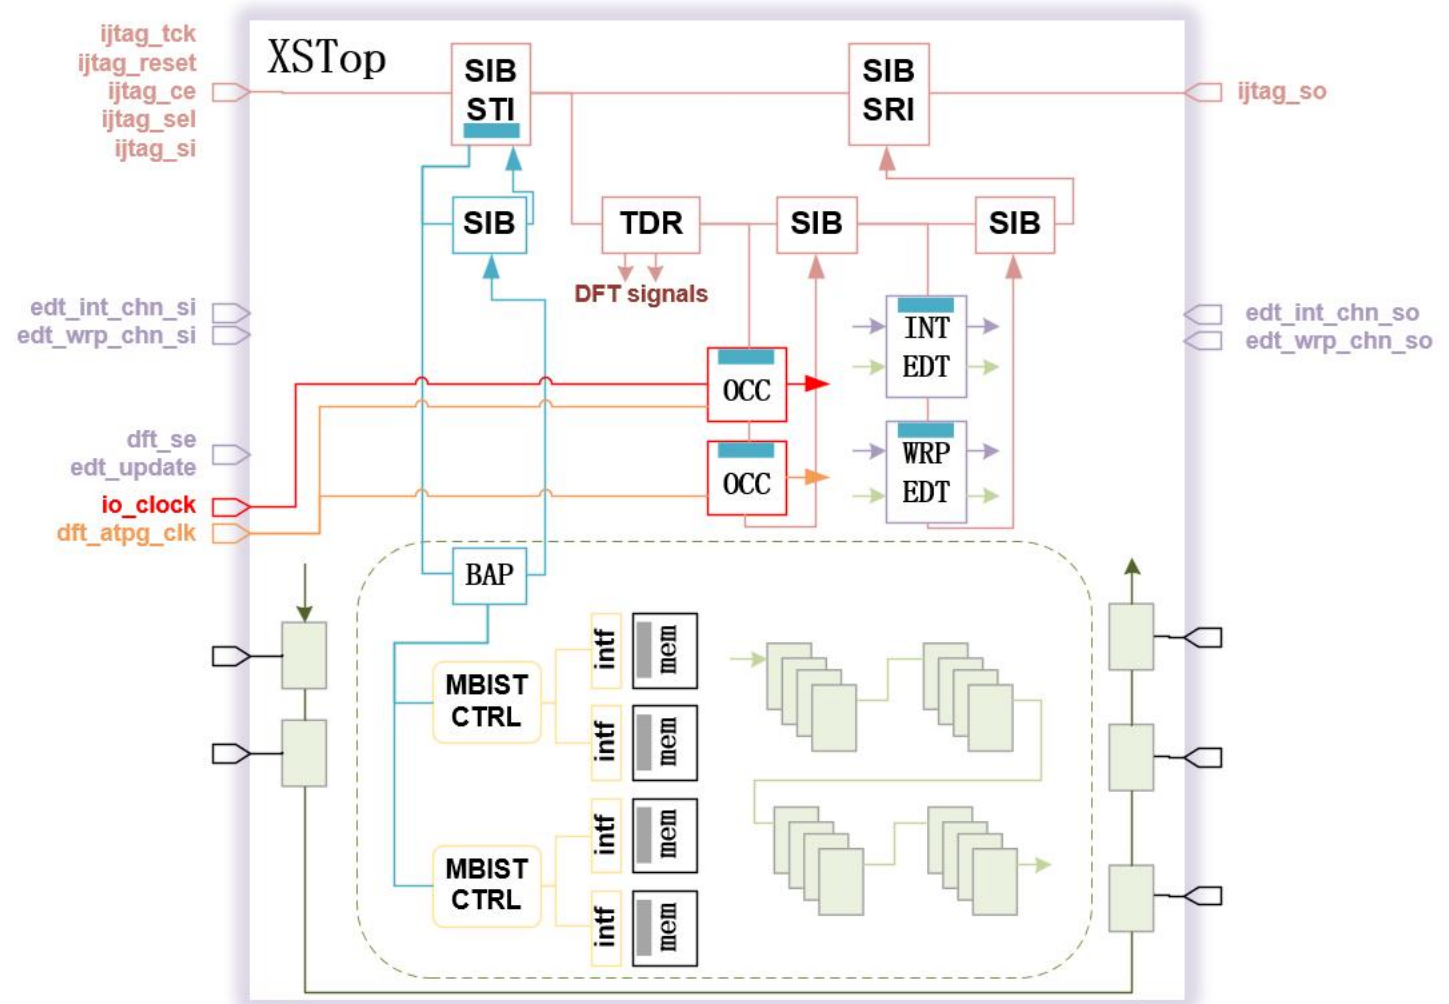 ijtag_tck
ijtag_reset
ijtag_ce
ijtag_sel
ijtag_si
XSTop
SIB
STI
SIB
SRI
ijtag_so
SIB
TDR
SIB
SIB
DFT signals
edt_int_chn_si
edt_wrp_chn_si
INT
EDT
edt_int_chn_so
edt_wrp_chn_so
OCC
dft_se
edt_update
OCC
WRP
EDT
io_clock
dft_atpg_clk
BAP
MBIST
CTRL
intf
mem
intf
mem
MBIST
CTRL
intf
mem
intf
mem